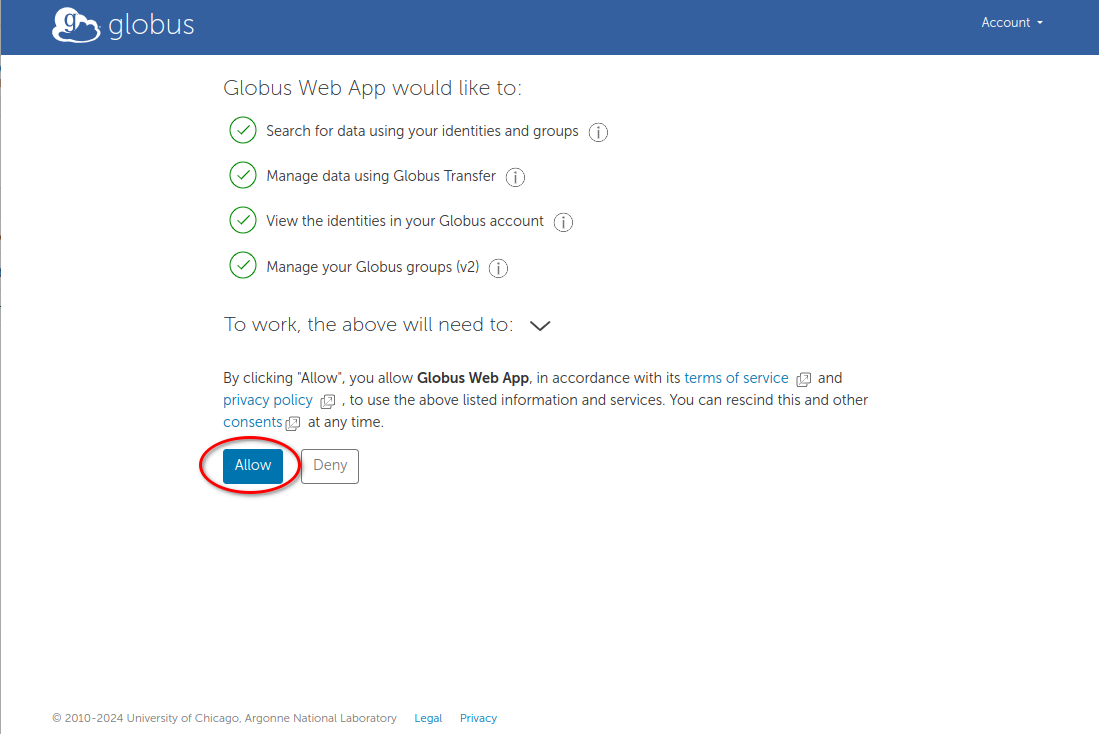 globus
Account
Globus Web App would like to:
Search for data using your identities and groups
Manage data using Globus Transfer
View the identities in your Globus account
Manage your Globus groups (v2)
To work, the above will need to:
By clicking "Allow", you allow Globus Web App, in accordance with its terms of service and
privacy policy , to use the above listed information and services. You can rescind this and other
consents at any time.
Allow Deny
© 2010-2024 University of Chicago, Argonne National Laboratory Legal Privacy